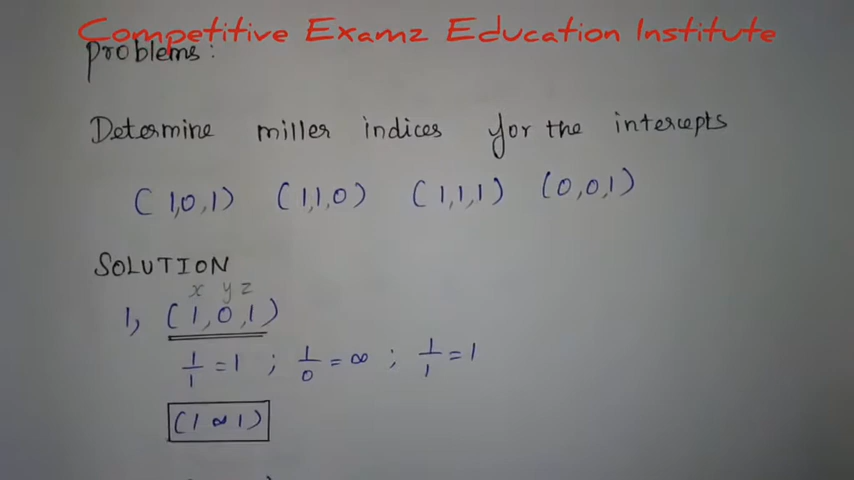 Competitive Examz Education Institute
problems:
Determine miller indices for the intercepts
(1,0,1) (1,1,0) (1,1,1) (0,0,1)
SOLUTION
x y z
1, (1,0,1)
1/1 = 1 ; 1/0 = ∞ ; 1/1 = 1
(1 ∞ 1)